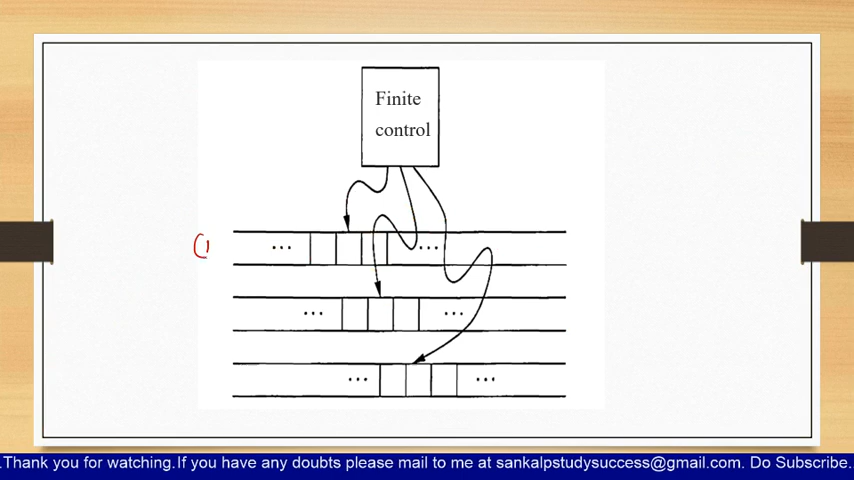 Finite
control
(1
...
...
...
...
...
...
.Thank you for watching.If you have any doubts please mail to me at sankalpstudysuccess@gmail.com. Do Subscribe.